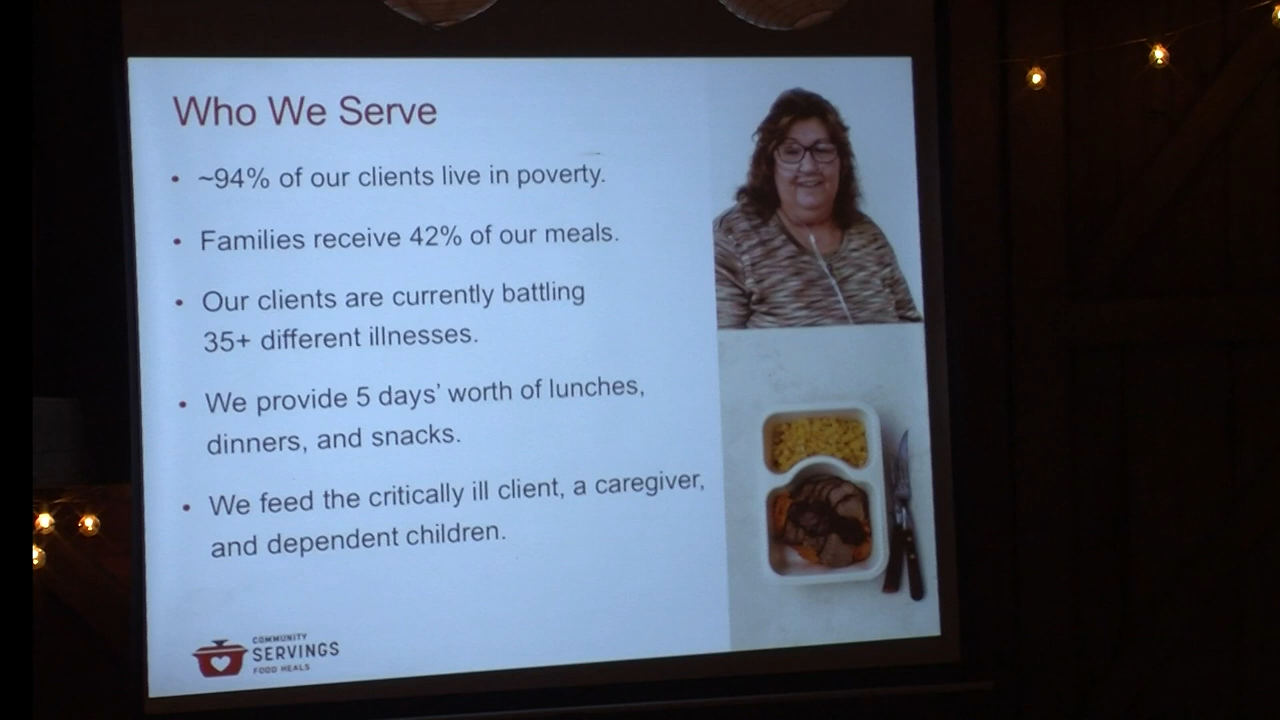 Who We Serve
• ~94% of our clients live in poverty.
• Families receive 42% of our meals.
• Our clients are currently battling
35+ different illnesses.
• We provide 5 days' worth of lunches,
dinners, and snacks.
• We feed the critically ill client, a caregiver,
and dependent children.
COMMUNITY
SERVINGS
FOOD HEALS